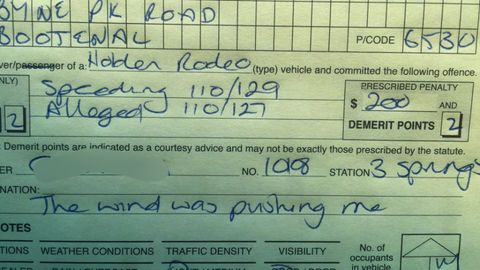 BYNE PK ROAD
BOOTENAL P/CODE 6530
ver/passenger of a: Holden Rodeo (type) vehicle and committed the following offence.
NLY) Speeding 110/129 PRESCRIBED PENALTY
2 Alleged 110/127 $ 200 AND
DEMERIT POINTS 2
: Demerit points are indicated as a courtesy advice and may not be exactly those prescribed by the statute.
ER NO. 1098 STATION 3 springs
NATION: The wind was pushing me
OTES
TIONS WEATHER CONDITIONS TRAFFIC DENSITY VISIBILITY No. of
occupants
in vehicle